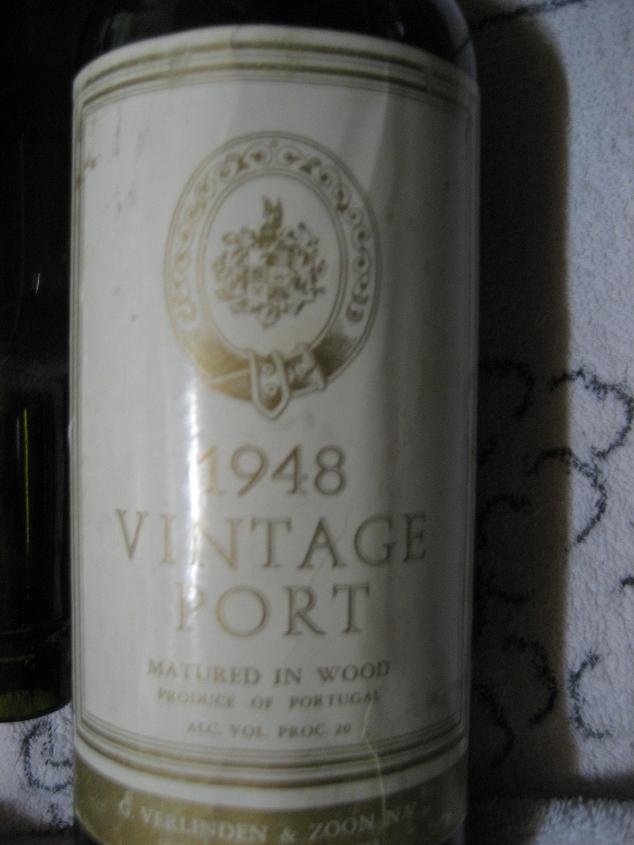 1948
VINTAGE
PORT
MATURED IN WOOD
PRODUCE OF PORTUGAL
ALC. VOL. PROC. 20
G VERLINDEN & ZOON N.V.